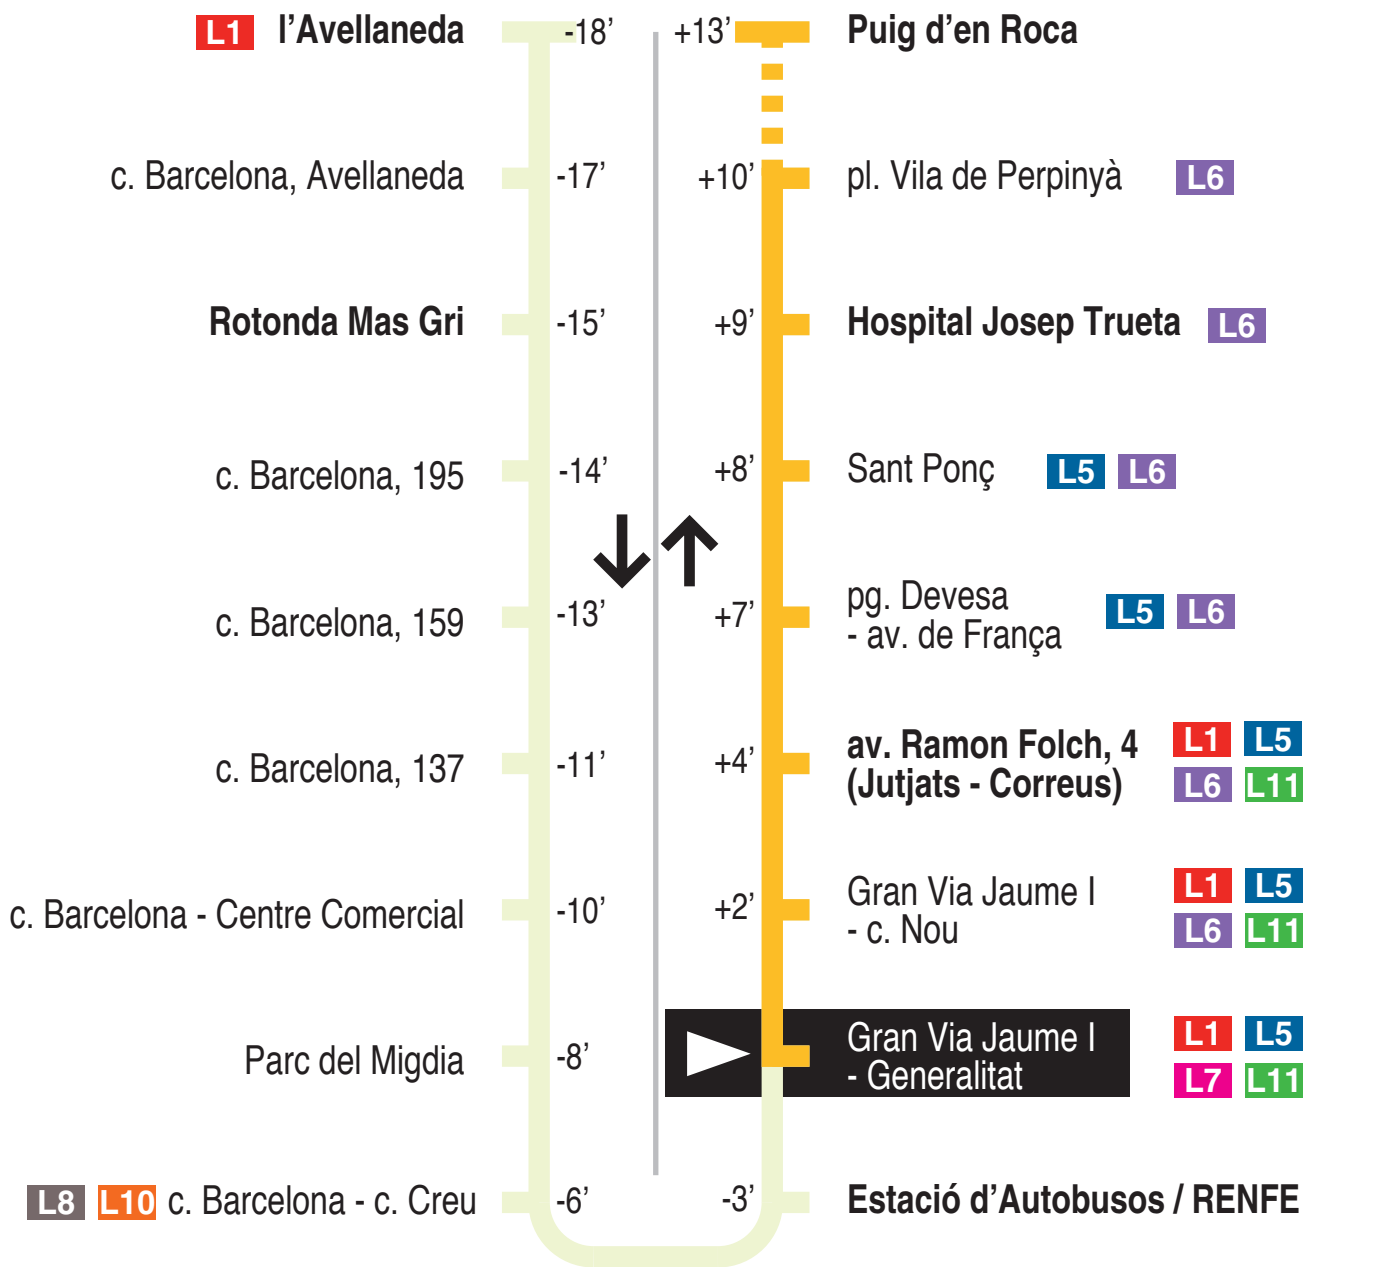 L1 l’Avellaneda -18’ +13’ Puig d’en Roca
c. Barcelona, Avellaneda -17’ +10’ pl. Vila de Perpinyà L6
Rotonda Mas Gri -15’ +9’ Hospital Josep Trueta L6
c. Barcelona, 195 -14’ +8’ Sant Ponç L5 L6
c. Barcelona, 159 -13’ +7’ pg. Devesa
- av. de França L5 L6
c. Barcelona, 137 -11’ +4’ av. Ramon Folch, 4 L1 L5
(Jutjats - Correus) L6 L11
c. Barcelona - Centre Comercial -10’ +2’ Gran Via Jaume I L1 L5
- c. Nou L6 L11
Parc del Migdia -8’ Gran Via Jaume I L1 L5
- Generalitat L7 L11
L8 L10 c. Barcelona - c. Creu -6’ -3’ Estació d’Autobusos / RENFE